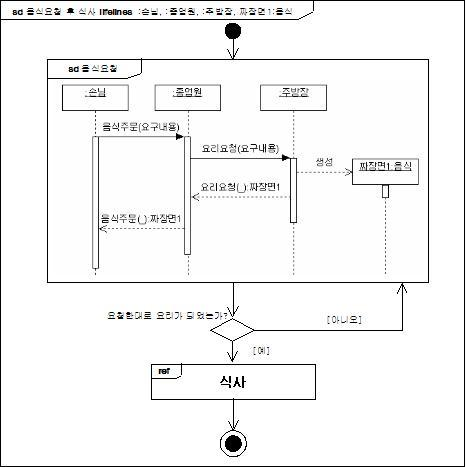 sd 음식요청 후 식사 lifelines :손님, :종업원, :주방장, 짜장면1:음식
sd 음식요청
:손님
:종업원
:주방장
음식주문(요구내용)
요리요청(요구내용)
생성
짜장면1:음식
요리요청(_):짜장면1
음식주문(_):짜장면1
요청한대로 요리가 되었는가?
[아니오]
[예]
ref
식사